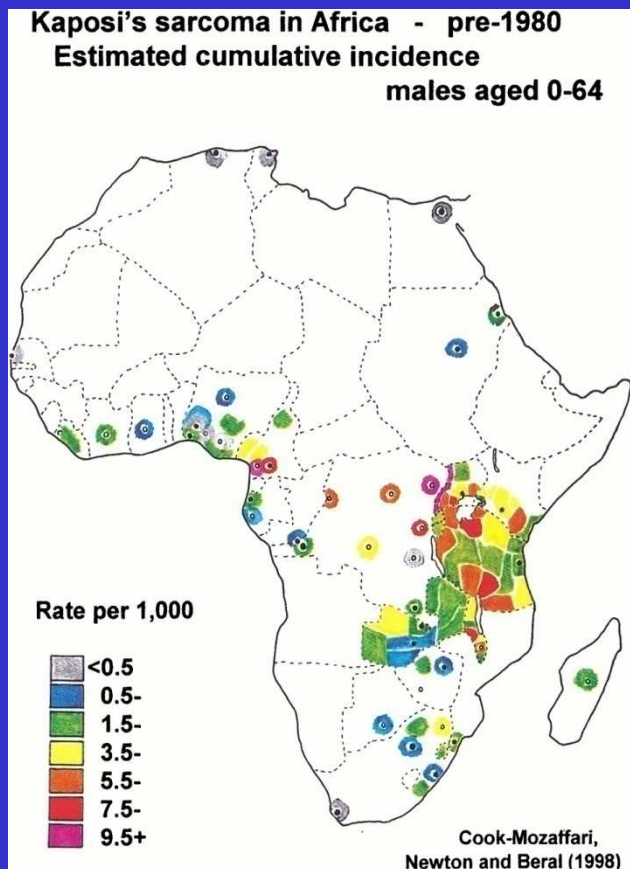 Kaposi's sarcoma in Africa - pre-1980
Estimated cumulative incidence
males aged 0-64
Rate per 1,000
<0.5
0.5-
1.5-
3.5-
5.5-
7.5-
9.5+
Cook-Mozaffari,
Newton and Beral (1998)